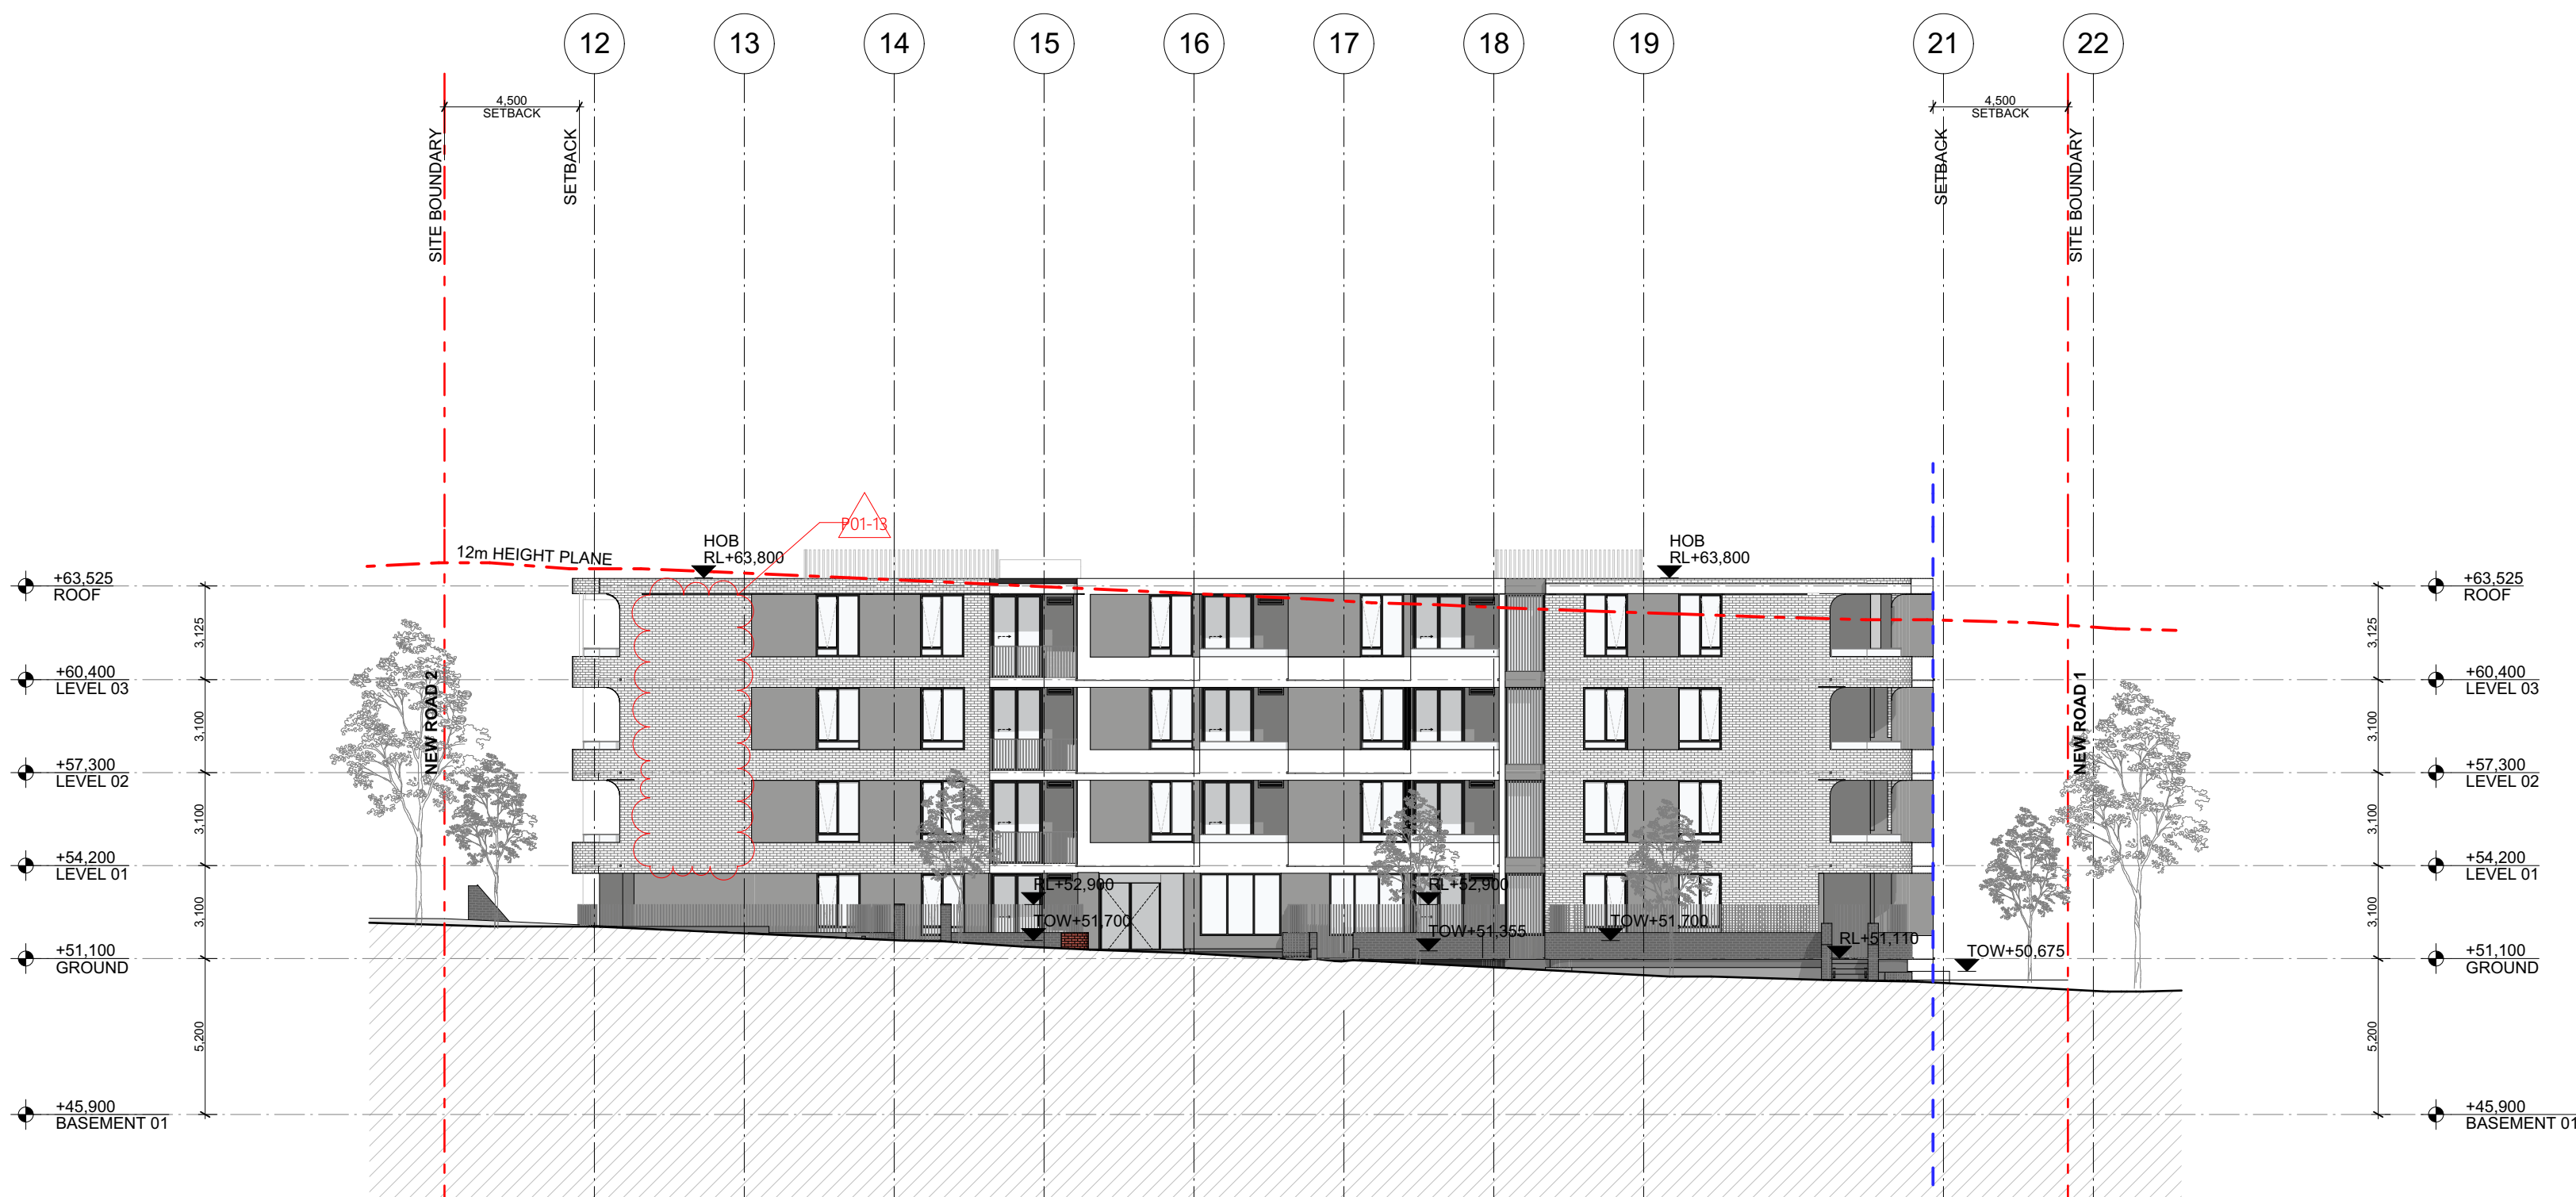 12
13
14
15
16
17
18
19
21
22
4,500
SETBACK
4,500
SETBACK
SITE BOUNDARY
SETBACK
SETBACK
SITE BOUNDARY
P01-13
12m HEIGHT PLANE
HOB
RL+63,800
HOB
RL+63,800
+63,525
ROOF
+63,525
ROOF
3,125
3,125
+60,400
LEVEL 03
+60,400
LEVEL 03
NEW ROAD 2
NEW ROAD 1
3,100
3,100
+57,300
LEVEL 02
+57,300
LEVEL 02
3,100
3,100
+54,200
LEVEL 01
+54,200
LEVEL 01
RL+52,900
RL+52,900
3,100
3,100
TOW+51,700
TOW+51,355
TOW+51,700
RL+51,110
TOW+50,675
+51,100
GROUND
+51,100
GROUND
5,200
5,200
+45,900
BASEMENT 01
+45,900
BASEMENT 01